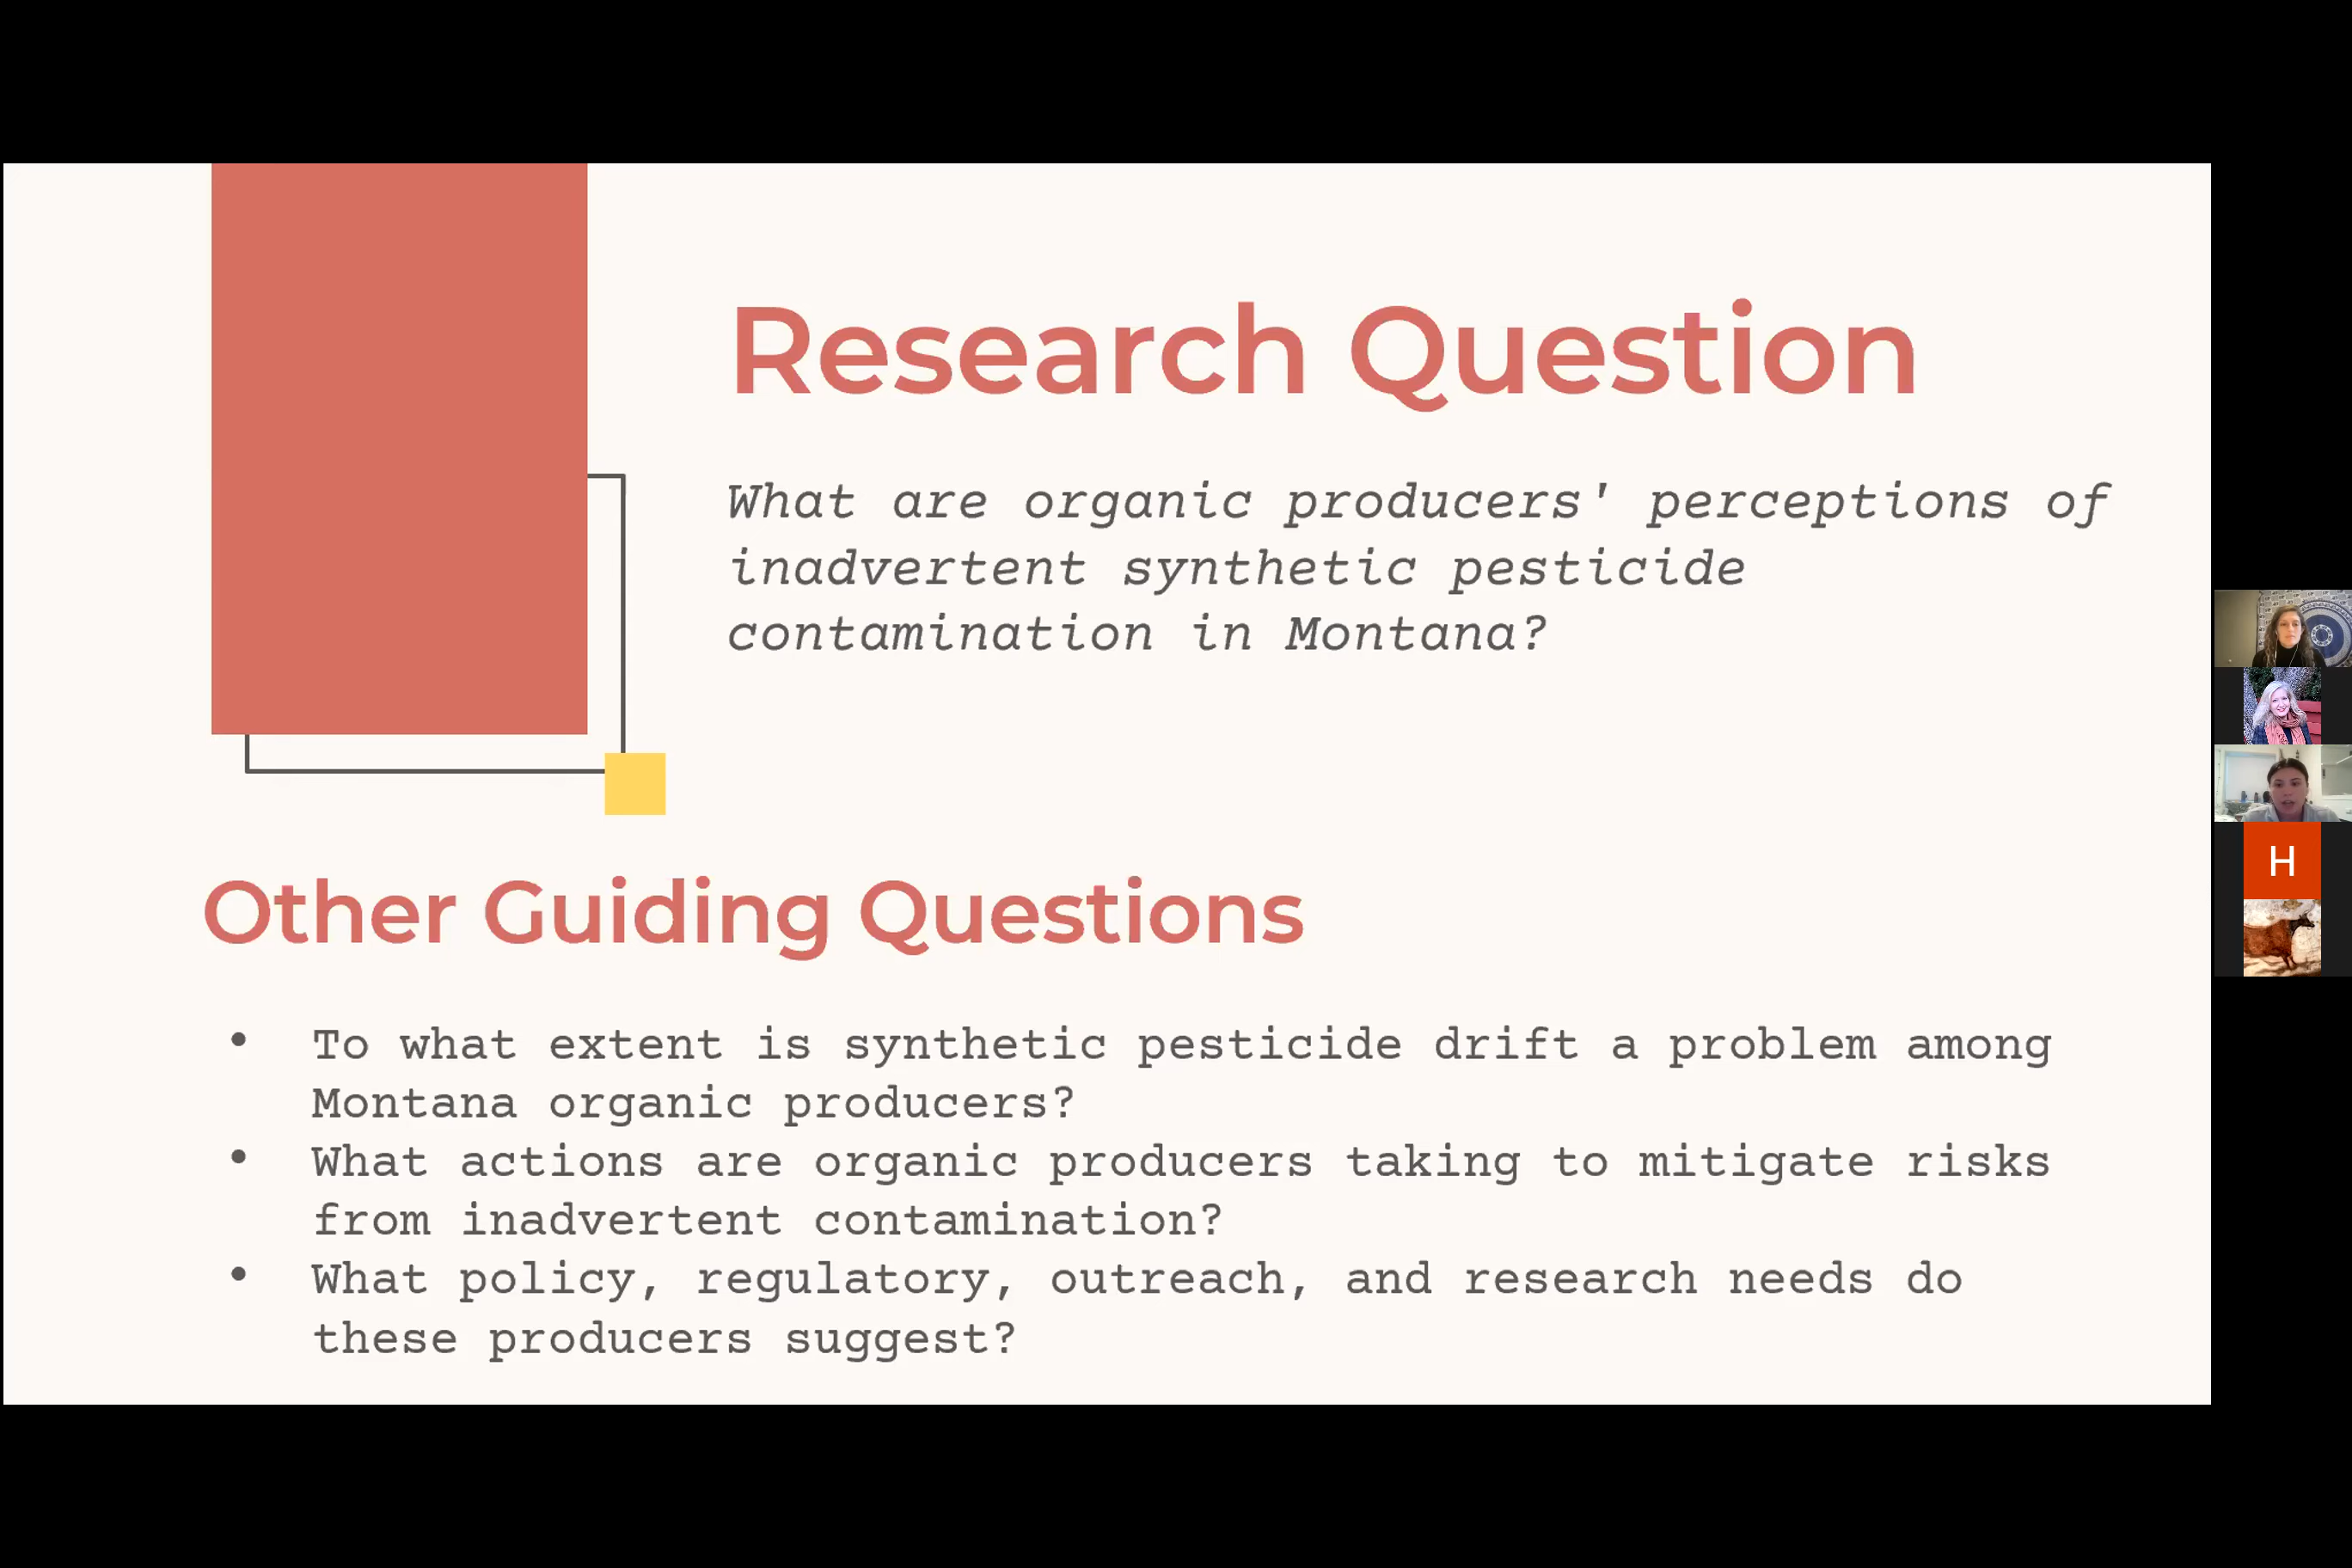 Research Question
What are organic producers' perceptions of
inadvertent synthetic pesticide
contamination in Montana?
Other Guiding Questions
• To what extent is synthetic pesticide drift a problem among
Montana organic producers?
• What actions are organic producers taking to mitigate risks
from inadvertent contamination?
• What policy, regulatory, outreach, and research needs do
these producers suggest?
H